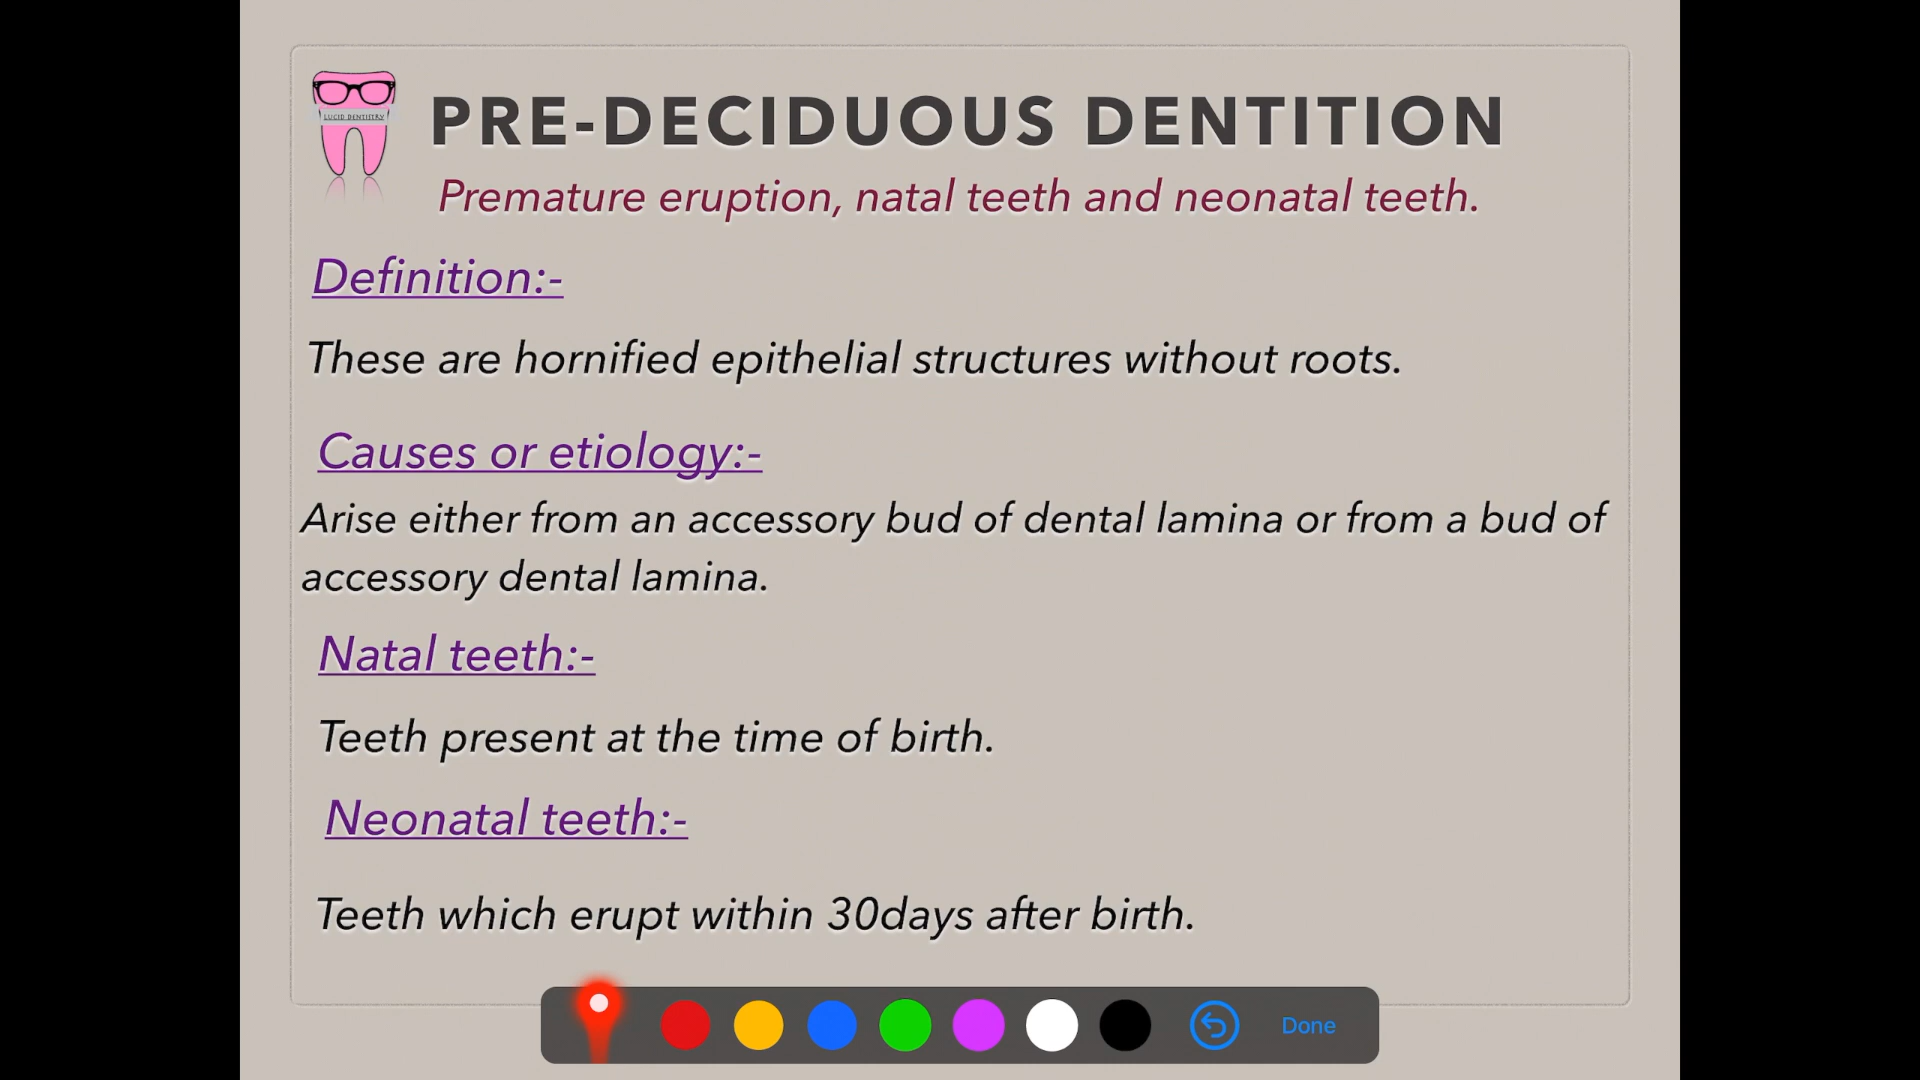 LUCID DENTISTRY
PRE-DECIDUOUS DENTITION
Premature eruption, natal teeth and neonatal teeth.
Definition:-
These are hornified epithelial structures without roots.
Causes or etiology:-
Arise either from an accessory bud of dental lamina or from a bud of
accessory dental lamina.
Natal teeth:-
Teeth present at the time of birth.
Neonatal teeth:-
Teeth which erupt within 30days after birth.
Done